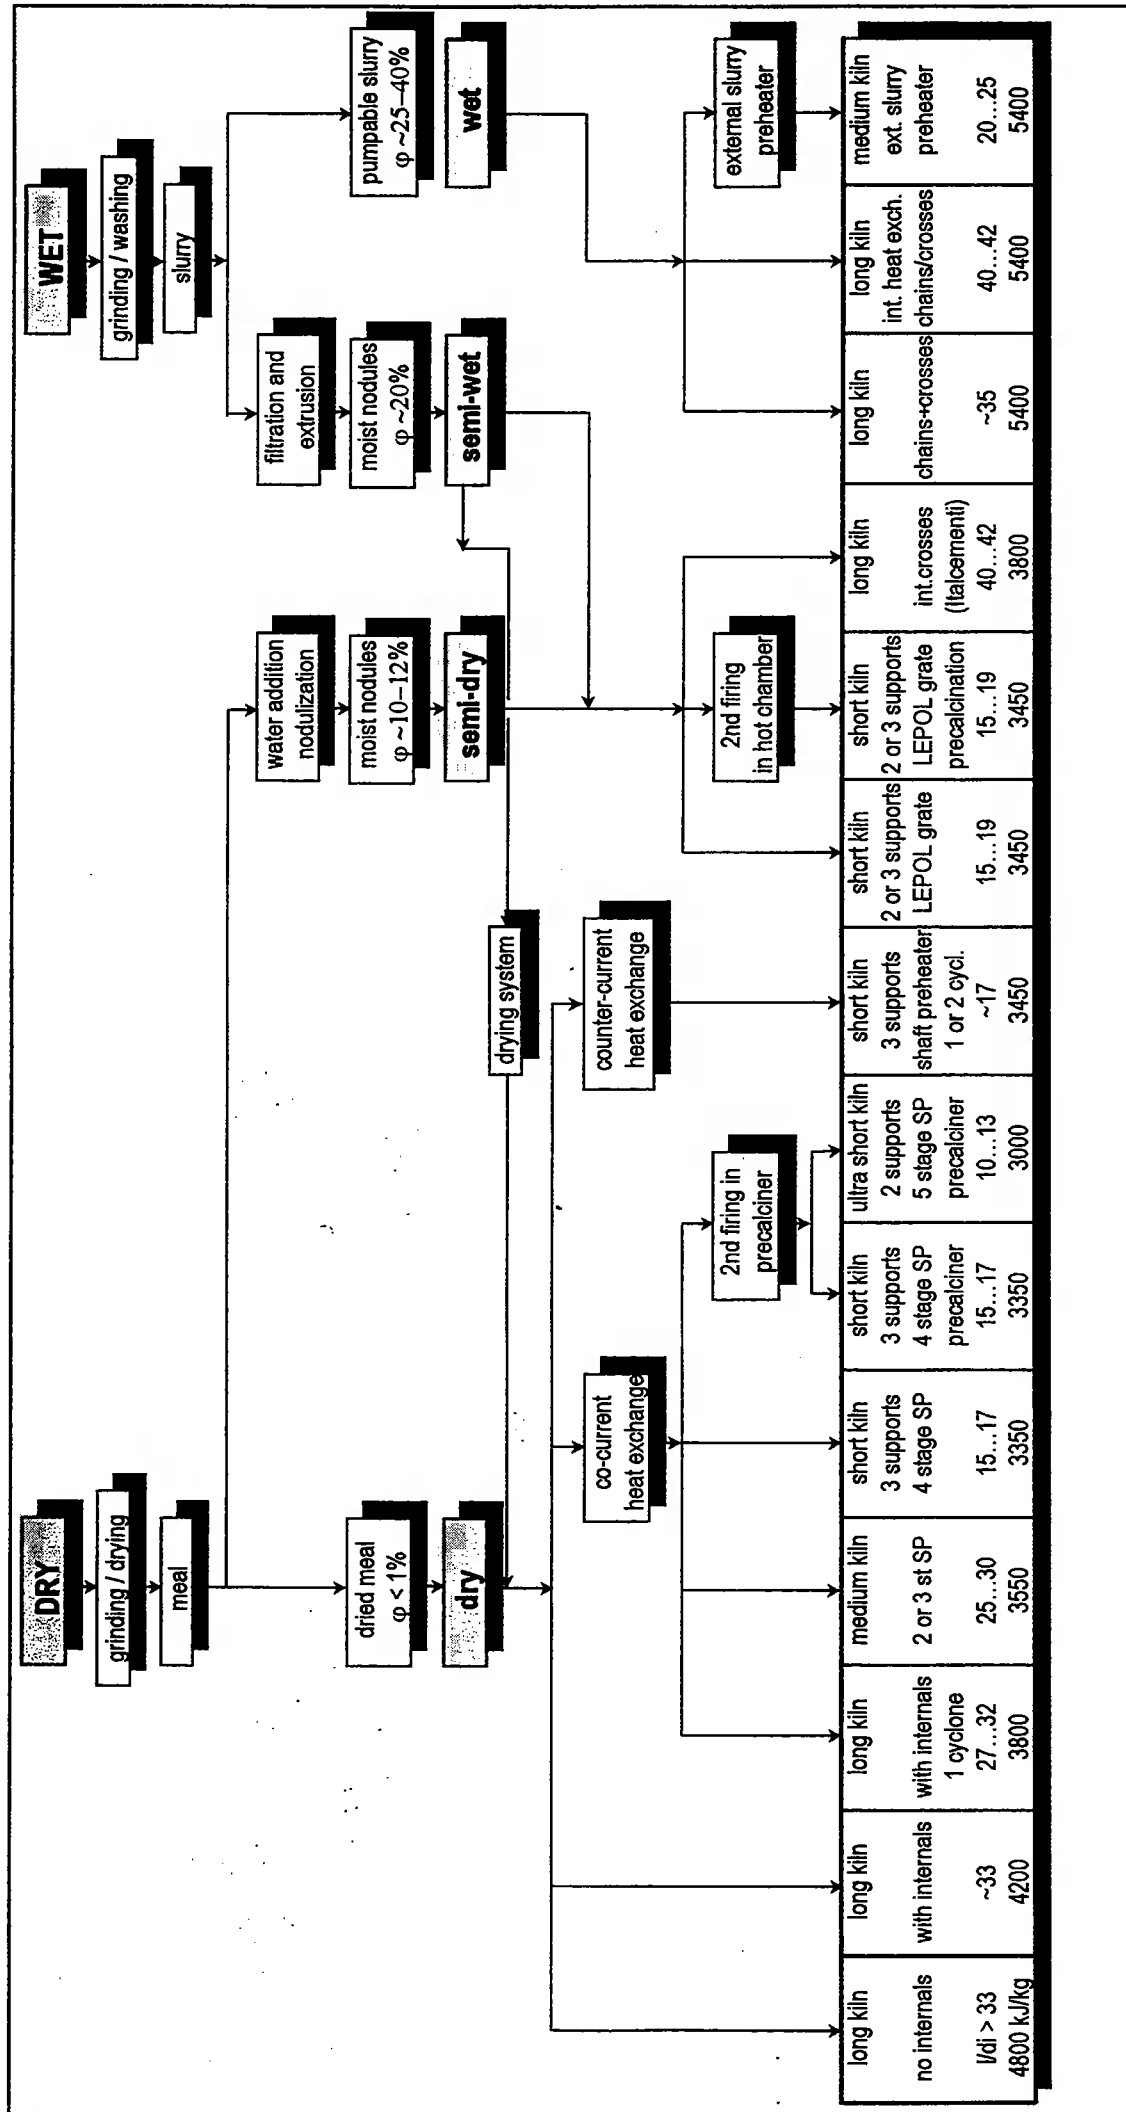 DRY
grinding / drying
meal
WET
grinding / washing
slurry
water addition
nodulization
filtration and
extrusion
dried meal
φ < 1%
moist nodules
φ ~10–12%
moist nodules
φ ~20%
pumpable slurry
φ ~25–40%
dry
semi-dry
semi-wet
wet
drying system
co-current
heat exchange
counter-current
heat exchange
2nd firing in
precalciner
2nd firing
in hot chamber
external slurry
preheater
long kiln
no internals
l/di > 33
4800 kJ/kg
long kiln
with internals
~33
4200
long kiln
with internals
1 cyclone
27...32
3800
medium kiln
2 or 3 st SP
25...30
3550
short kiln
3 supports
4 stage SP
15...17
3350
short kiln
3 supports
4 stage SP
precalciner
15...17
3350
ultra short kiln
2 supports
5 stage SP
precalciner
10...13
3000
short kiln
3 supports
shaft preheater
1 or 2 cycl.
~17
3450
short kiln
2 or 3 supports
LEPOL grate
15...19
3450
short kiln
2 or 3 supports
LEPOL grate
precalcination
15...19
3450
long kiln
int.crosses
(Italcementi)
40...42
3800
long kiln
chains+crosses
~35
5400
long kiln
int. heat exch.
chains/crosses
40...42
5400
medium kiln
ext. slurry
preheater
20...25
5400